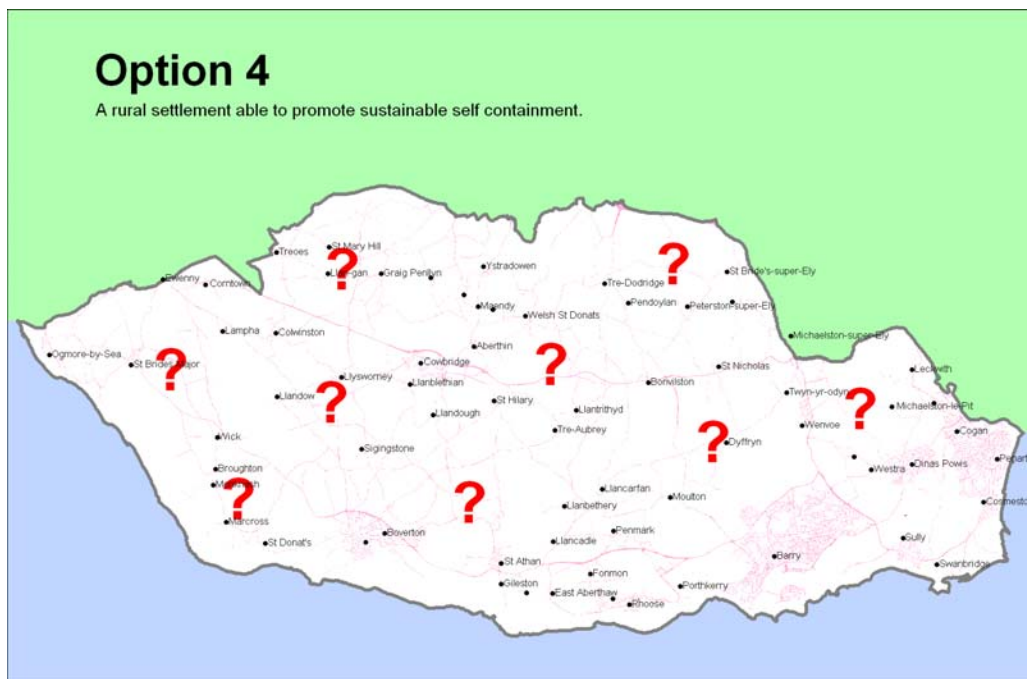 Option 4
A rural settlement able to promote sustainable self containment.
St Mary Hill
Treoes
?
?
Ystradowen
St Bride's-super-Ely
Graig Penllyn
Ewenny
Corntown
Tre-Dodridge
Pendoylan
Peterston-super-Ely
Maendy
Welsh St Donats
Lampha
Colwinston
Michaelston-super-Ely
Aberthin
Ogmore-by-Sea
?
?
Cowbridge
St Nicholas
Leckwith
Llysworney
Llanblethian
Bonvilston
Twyn-yr-odyn
?
Llandow
?
St Hilary
Llantrithyd
Michaelston-le-Pit
Llandough
Tre-Aubrey
Wenvoe
Cogan
Wick
?
Dyffryn
Sigingstone
Dinas Powis
Broughton
Westra
?
?
Llancarfan
Moulton
Llanbethery
Marcross
Penmark
St Donat's
Boverton
Llancadle
Sully
Barry
St Athan
Swanbridge
Fonmon
Gileston
East Aberthaw
Porthkerry
Rhoose